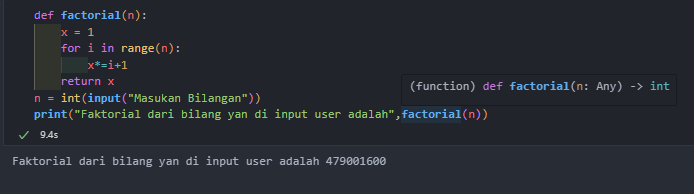 def factorial(n):
    x = 1
    for i in range(n):
        x*=i+1
    return x
(function) def factorial(n: Any) -> int
n = int(input("Masukan Bilangan"))
print("Faktorial dari bilang yan di input user adalah",factorial(n))
9.4s
Faktorial dari bilang yan di input user adalah 479001600